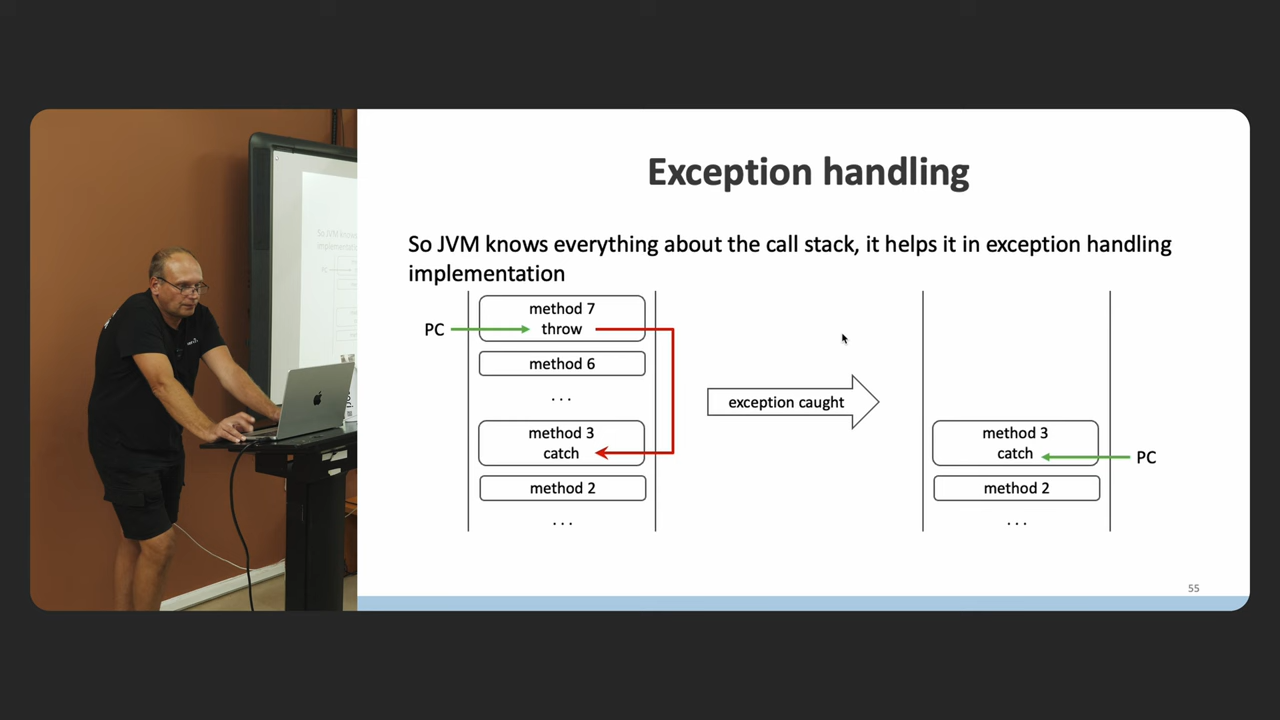 Exception handling
So JVM knows everything about the call stack, it helps it in exception handling
implementation
method 7
PC
throw
method 6
...
method 3
catch
method 2
...
exception caught
method 3
catch
PC
method 2
...
55